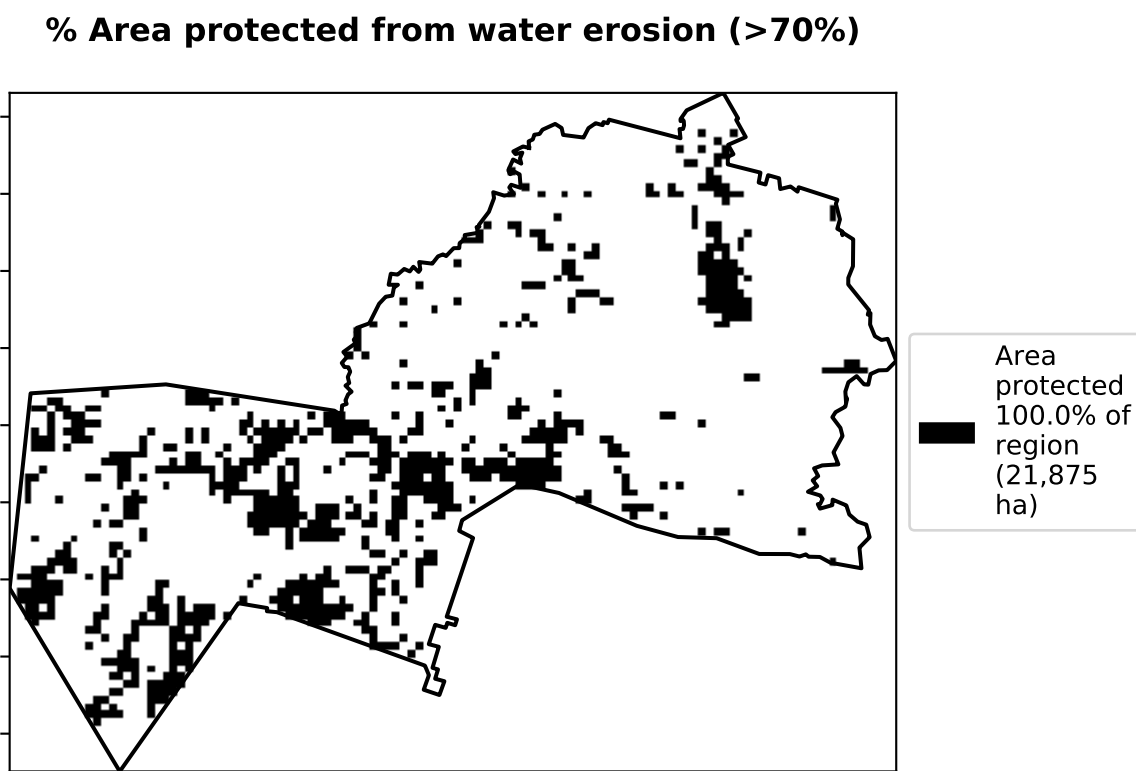 % Area protected from water erosion (>70%)
Area
protected
100.0% of
region
(21,875
ha)